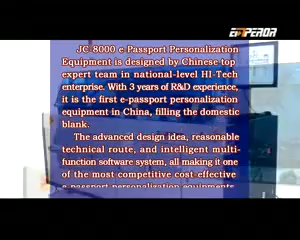 EMPEROR
JC-8000 e Passport Personalization
Equipment is designed by Chinese top
expert team in national-level HI-Tech
enterprise. With 3 years of R&D experience,
it is the first e-passport personalization
equipment in China, filling the domestic
blank.
The advanced design idea, reasonable
technical route, and intelligent multi-
function software system, all making it one
of the most competitive cost-effective
e-passport personalization equipments